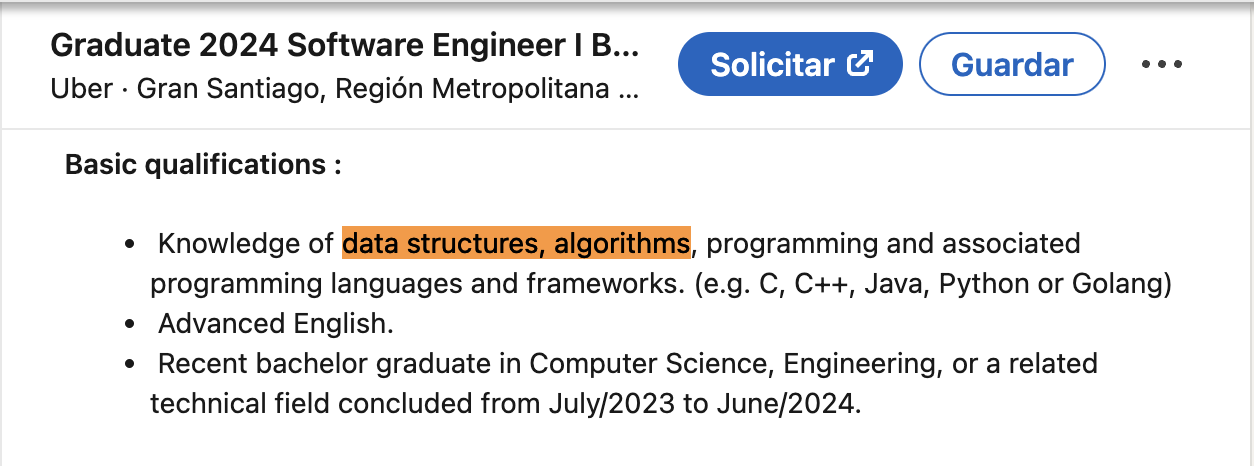 Graduate 2024 Software Engineer I B...
Uber · Gran Santiago, Región Metropolitana ...
Solicitar
Guardar
Basic qualifications :
• Knowledge of data structures, algorithms, programming and associated
programming languages and frameworks. (e.g. C, C++, Java, Python or Golang)
• Advanced English.
• Recent bachelor graduate in Computer Science, Engineering, or a related
technical field concluded from July/2023 to June/2024.